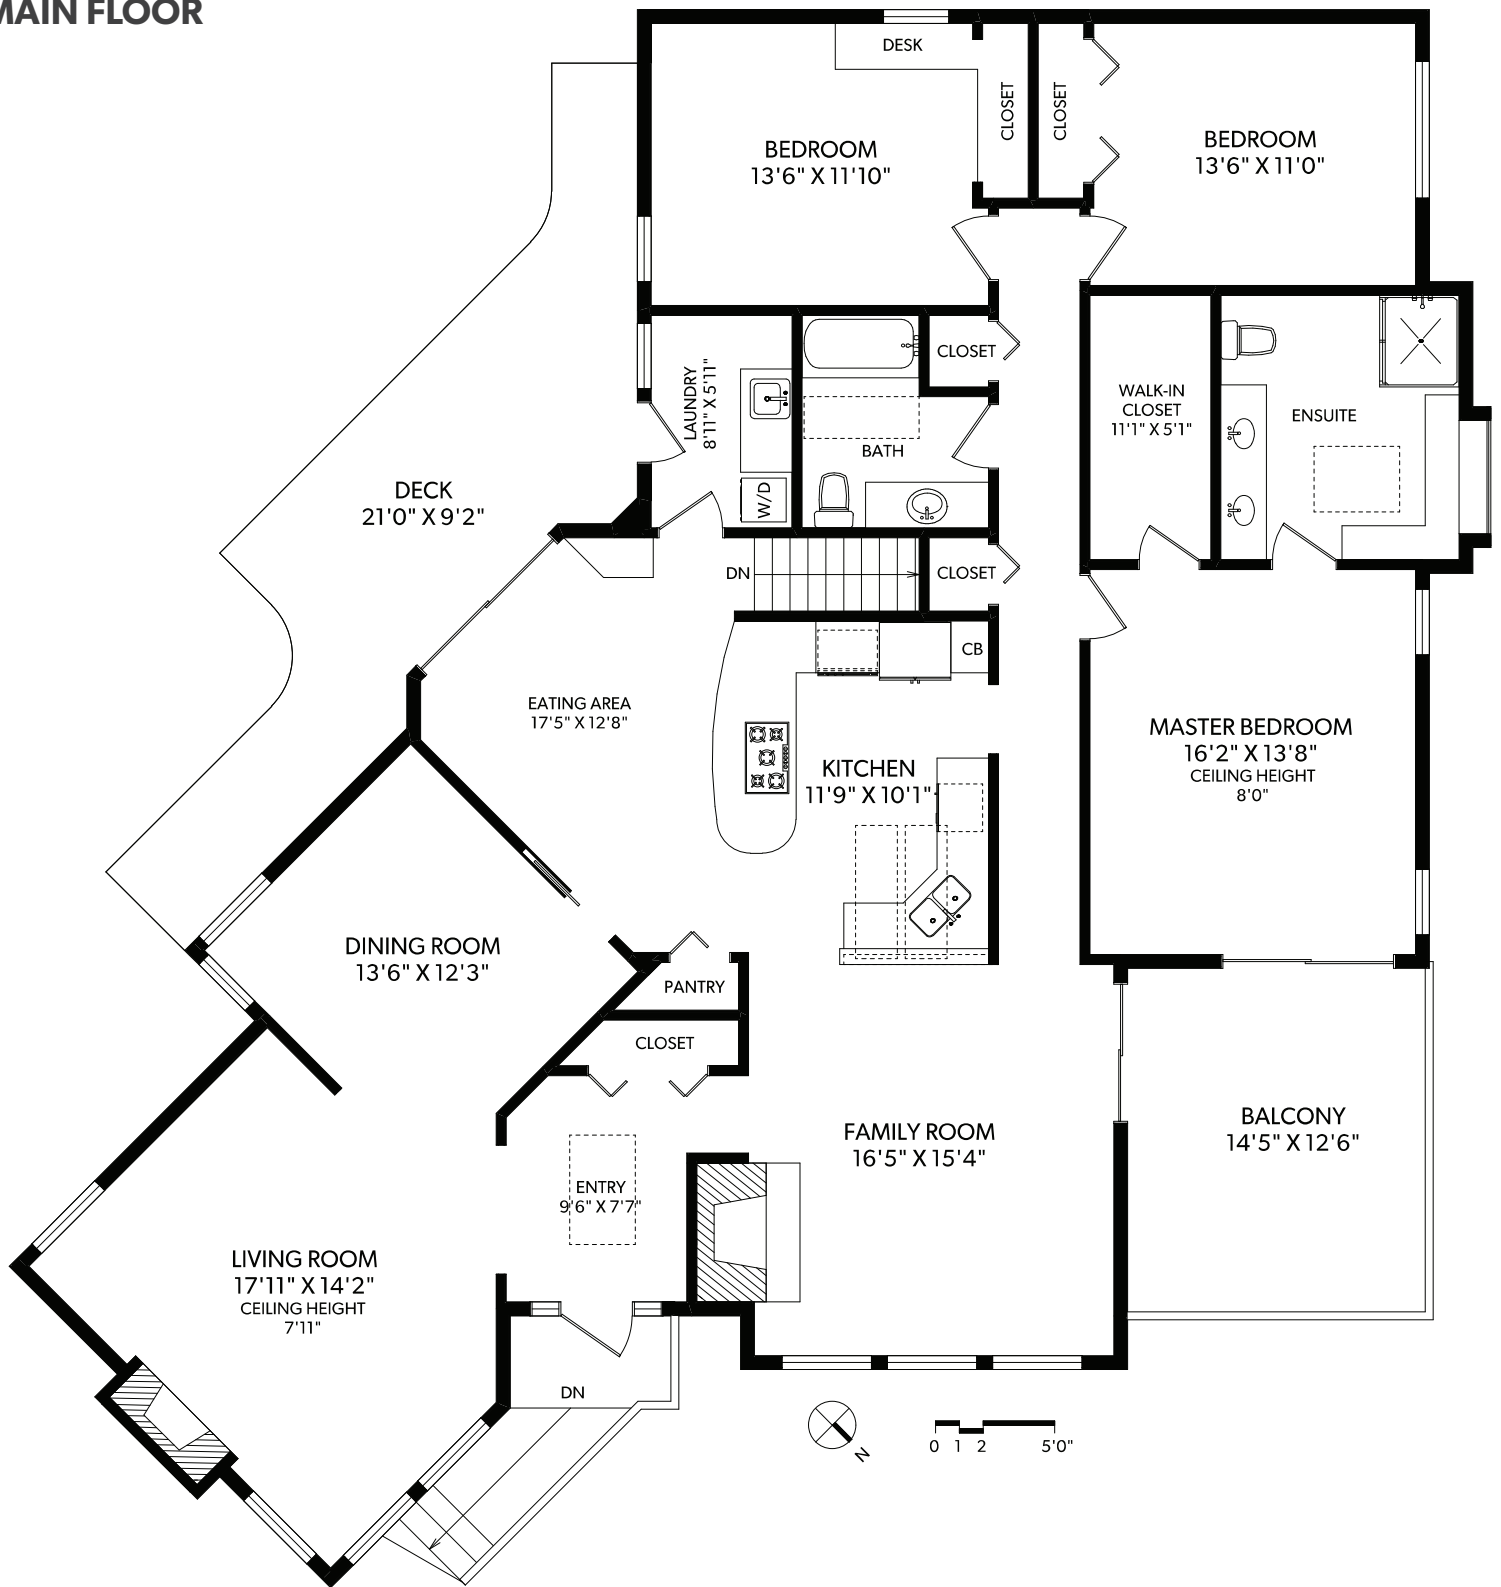 MAIN FLOOR
DESK
CLOSET
CLOSET
BEDROOM
13'6" X 11'10"
BEDROOM
13'6" X 11'0"
LAUNDRY
8'11" X 5'11"
CLOSET
WALK-IN
CLOSET
11'1" X 5'1"
ENSUITE
BATH
W/D
DECK
21'0" X 9'2"
DN
CLOSET
CB
EATING AREA
17'5" X 12'8"
KITCHEN
11'9" X 10'1"
MASTER BEDROOM
16'2" X 13'8"
CEILING HEIGHT
8'0"
DINING ROOM
13'6" X 12'3"
PANTRY
CLOSET
FAMILY ROOM
16'5" X 15'4"
BALCONY
14'5" X 12'6"
ENTRY
9'6" X 7'7"
LIVING ROOM
17'11" X 14'2"
CEILING HEIGHT
7'11"
DN
N
0 1 2 5'0"